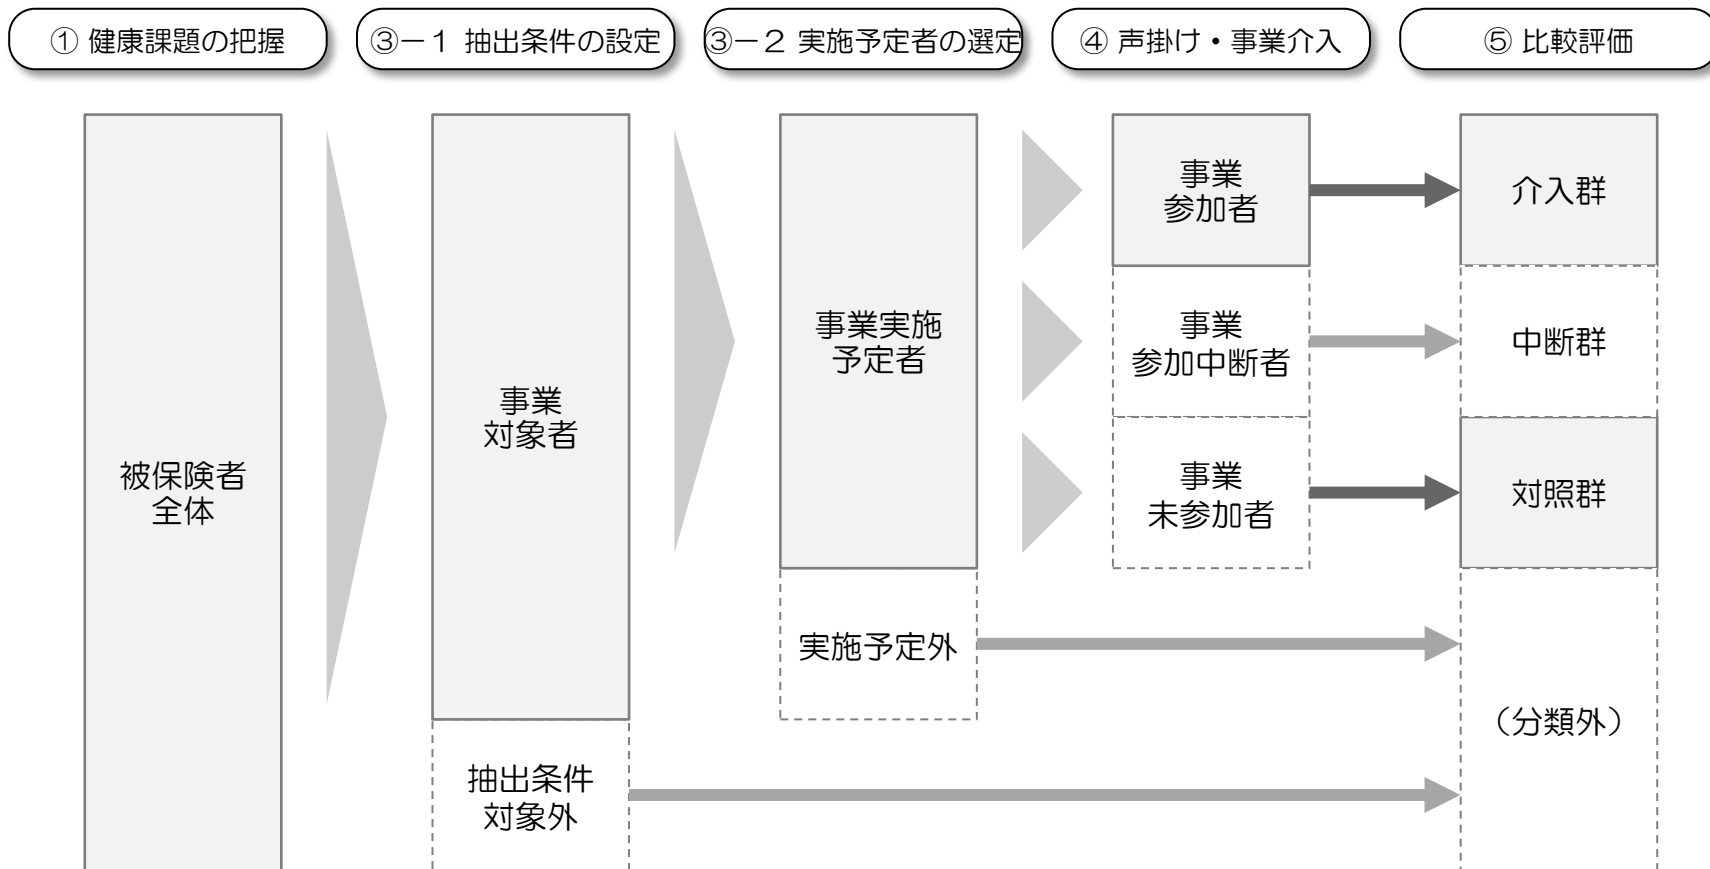 ① 健康課題の把握
③－１ 抽出条件の設定
③－２ 実施予定者の選定
④ 声掛け・事業介入
⑤ 比較評価
被保険者
全体
事業
対象者
抽出条件
対象外
事業実施
予定者
実施予定外
事業
参加者
事業
参加中断者
事業
未参加者
介入群
中断群
対照群
（分類外）